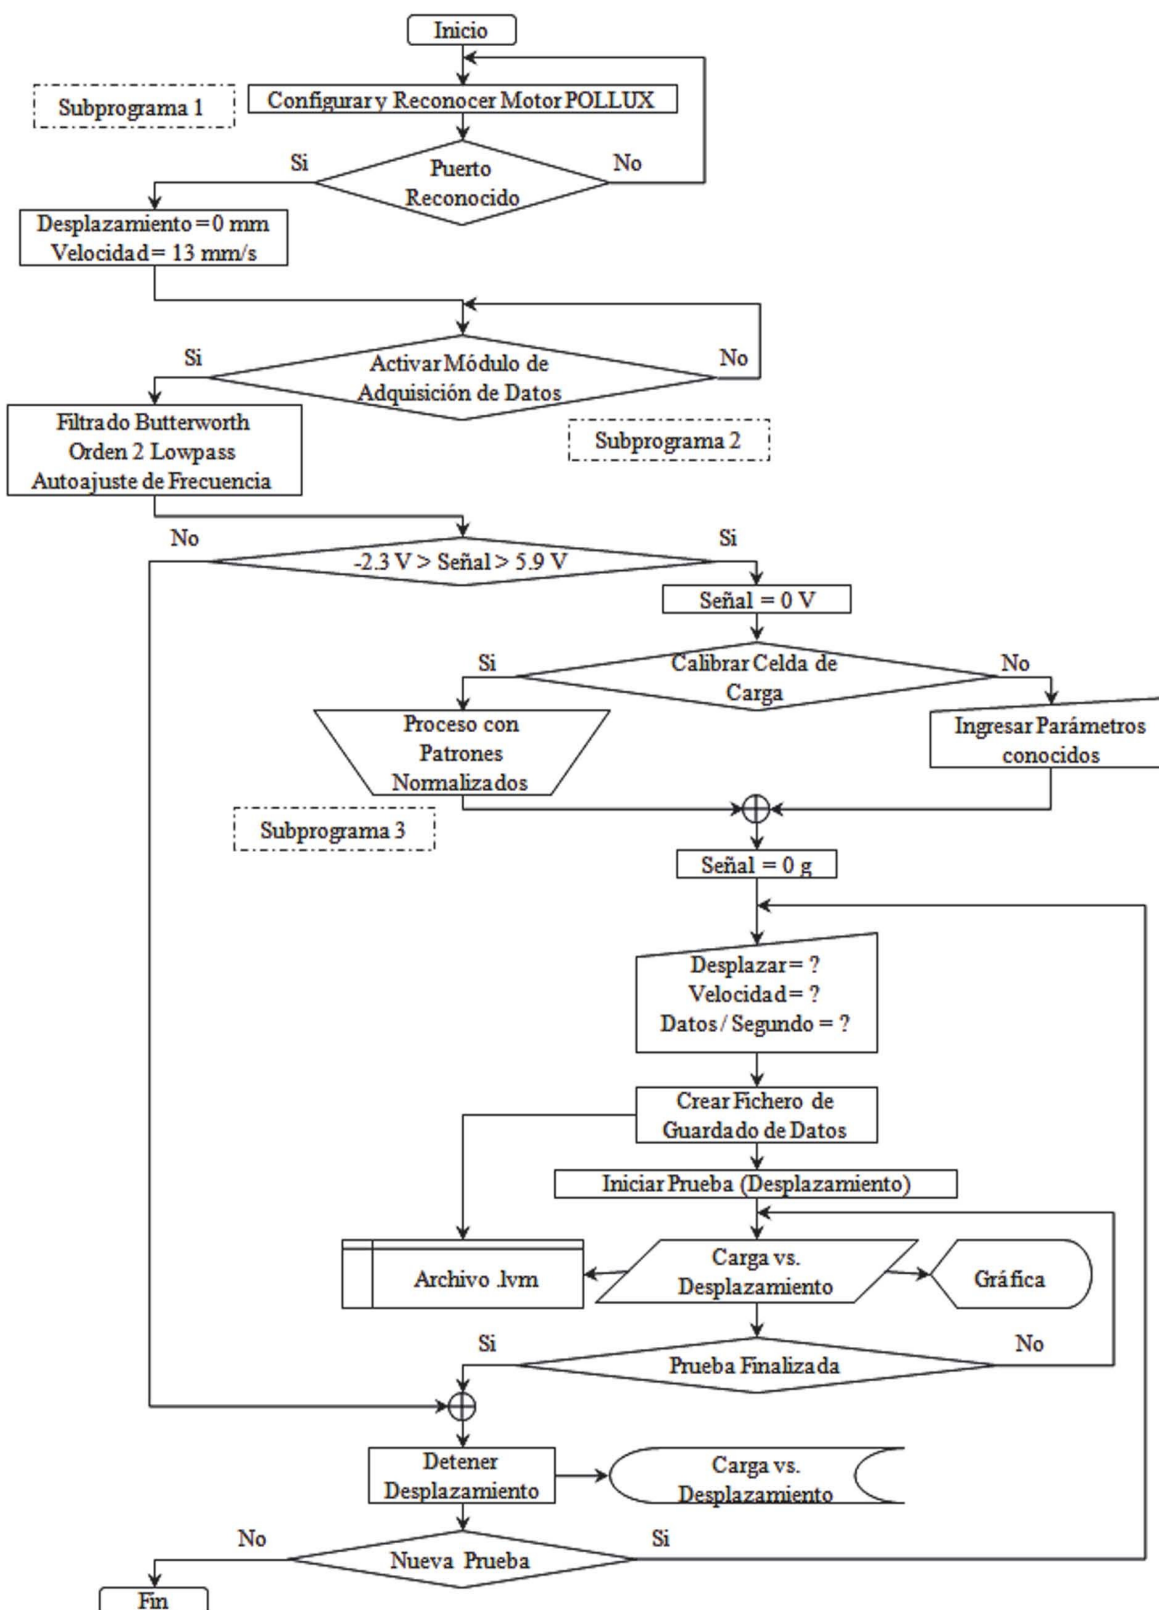 Inicio
Subprograma 1
Configurar y Reconocer Motor POLLUX
Si
No
Puerto
Reconocido
Desplazamiento = 0 mm
Velocidad = 13 mm/s
Si
No
Activar Módulo de
Adquisición de Datos
Filtrado Butterworth
Orden 2 Lowpass
Autoajuste de Frecuencia
Subprograma 2
No
Si
-2.3 V > Señal > 5.9 V
Señal = 0 V
Si
No
Calibrar Celda de
Carga
Proceso con
Patrones
Normalizados
Ingresar Parámetros
conocidos
Subprograma 3
Señal = 0 g
Desplazar = ?
Velocidad = ?
Datos / Segundo = ?
Crear Fichero de
Guardado de Datos
Iniciar Prueba (Desplazamiento)
Archivo .lvm
Carga vs.
Desplazamiento
Gráfica
Si
No
Prueba Finalizada
Detener
Desplazamiento
Carga vs.
Desplazamiento
No
Si
Nueva Prueba
Fin